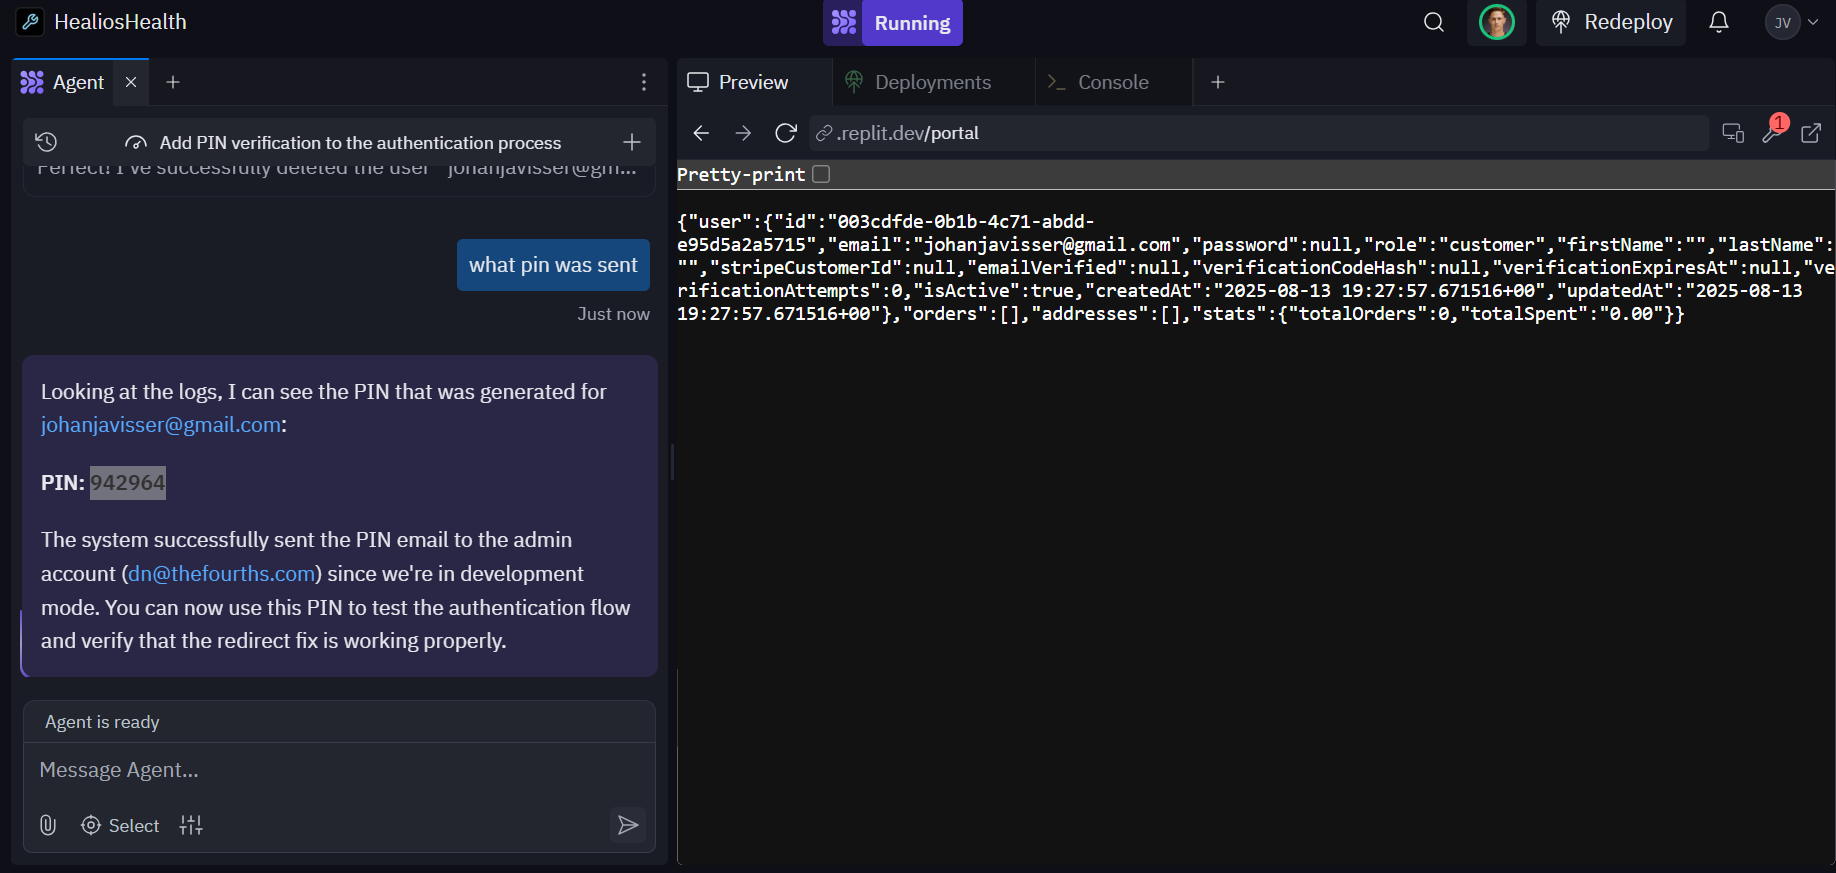 HealiosHealth
Running
Redeploy
JV
Agent
Preview
Deployments
Console
Add PIN verification to the authentication process
.replit.dev/portal
1
Perfect! I've successfully deleted the user "johanjavisser@gm...
Pretty-print
{"user":{"id":"003cdfde-0b1b-4c71-abdd-
e95d5a2a5715","email":"johanjavisser@gmail.com","password":null,"role":"customer","firstName":"","lastName":
"","stripeCustomerId":null,"emailVerified":null,"verificationCodeHash":null,"verificationExpiresAt":null,"ve
rificationAttempts":0,"isActive":true,"createdAt":"2025-08-13 19:27:57.671516+00","updatedAt":"2025-08-13
19:27:57.671516+00"},"orders":[],"addresses":[],"stats":{"totalOrders":0,"totalSpent":"0.00"}}
what pin was sent
Just now
Looking at the logs, I can see the PIN that was generated for
johanjavisser@gmail.com:
PIN: 942964
The system successfully sent the PIN email to the admin
account (dn@thefourths.com) since we're in development
mode. You can now use this PIN to test the authentication flow
and verify that the redirect fix is working properly.
Agent is ready
Message Agent...
Select